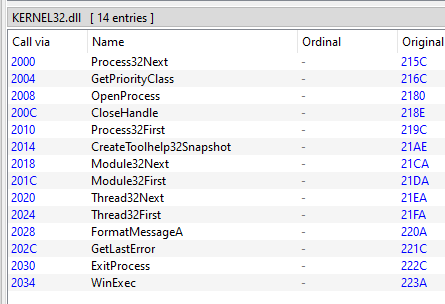 KERNEL32.dll [ 14 entries ]
Call via Name Ordinal Original
2000 Process32Next - 215C
2004 GetPriorityClass - 216C
2008 OpenProcess - 2180
200C CloseHandle - 218E
2010 Process32First - 219C
2014 CreateToolhelp32Snapshot - 21AE
2018 Module32Next - 21CA
201C Module32First - 21DA
2020 Thread32Next - 21EA
2024 Thread32First - 21FA
2028 FormatMessageA - 220A
202C GetLastError - 221C
2030 ExitProcess - 222C
2034 WinExec - 223A